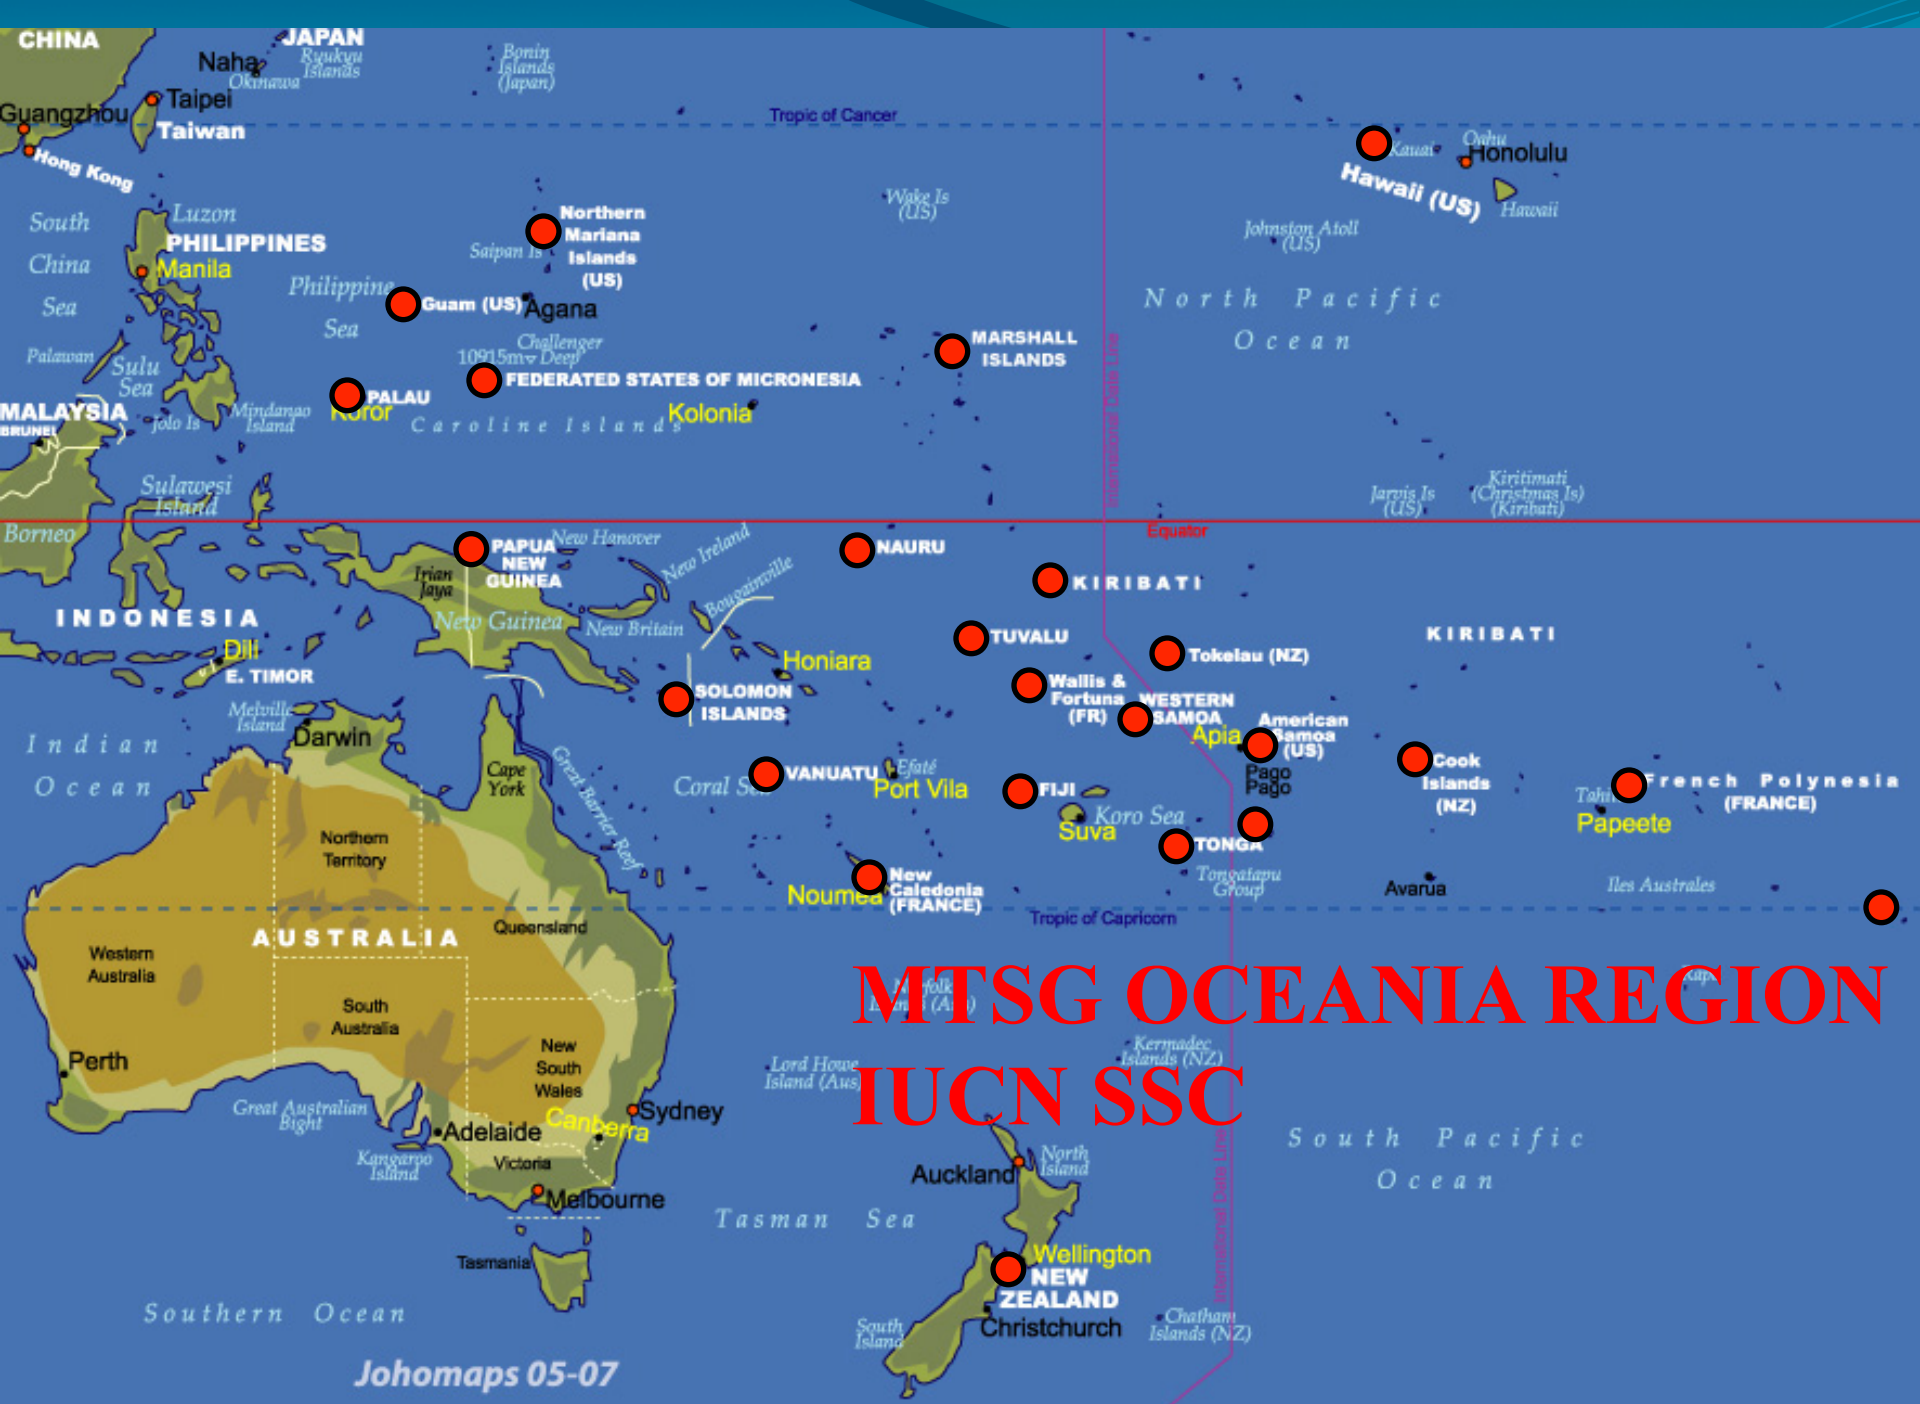 CHINA
JAPAN
Naha
Ryukyu
Islands
Okinawa
Bonin
Islands
(Japan)
Taipei
Guangzhou
Taiwan
Tropic of Cancer
Hong Kong
Kauai
Oahu
Honolulu
Hawaii (US)
Hawaii
South
China
Sea
Luzon
PHILIPPINES
Manila
Philippine
Sea
Northern
Mariana
Islands
(US)
Saipan Is
Wake Is
(US)
Johnston Atoll
(US)
Guam (US)
Agana
North Pacific
Ocean
Challenger
10915m Deep
MARSHALL
ISLANDS
Palawan
Sulu
Sea
PALAU
Koror
FEDERATED STATES OF MICRONESIA
Kolonia
Caroline Islands
MALAYSIA
BRUNEI
Jolo Is
Mindanao
Island
International Date Line
Sulawesi
Island
Borneo
Jarvis Is
(US)
Kiritimati
(Christmas Is)
(Kiribati)
Equator
PAPUA
NEW
GUINEA
New Hanover
New Ireland
Bougainville
NAURU
Irian
Jaya
New Guinea
New Britain
KIRIBATI
INDONESIA
Dili
E. TIMOR
TUVALU
KIRIBATI
Tokelau (NZ)
Honiara
SOLOMON
ISLANDS
Wallis &
Fortuna
(FR)
WESTERN
SAMOA
Apia
American
Samoa
(US)
Pago
Pago
Melville
Island
Darwin
Indian
Ocean
Cape
York
Great Barrier Reef
Coral
VANUATU
Efaté
Port Vila
FIJI
Koro Sea
Suva
Cook
Islands
(NZ)
French Polynesia
(FRANCE)
Papeete
Northern
Territory
TONGA
Tongatapu
Group
New
Caledonia
(FRANCE)
Noumea
Avarua
Iles Australes
Tropic of Capricorn
Queensland
AUSTRALIA
Western
Australia
South
Australia
MTSG OCEANIA REGION
IUCN SSC
New
South
Wales
Perth
Lord Howe
Island (Aus
Kermadec
Islands (NZ)
Great Australian
Bight
Canberra
Sydney
Adelaide
Victoria
Kangaroo
Island
Melbourne
South Pacific
Ocean
Auckland
North
Island
Tasman Sea
Tasmania
Wellington
NEW
ZEALAND
Christchurch
South
Island
Chatham
Islands (NZ)
International Date Line
Southern Ocean
Johomaps 05-07